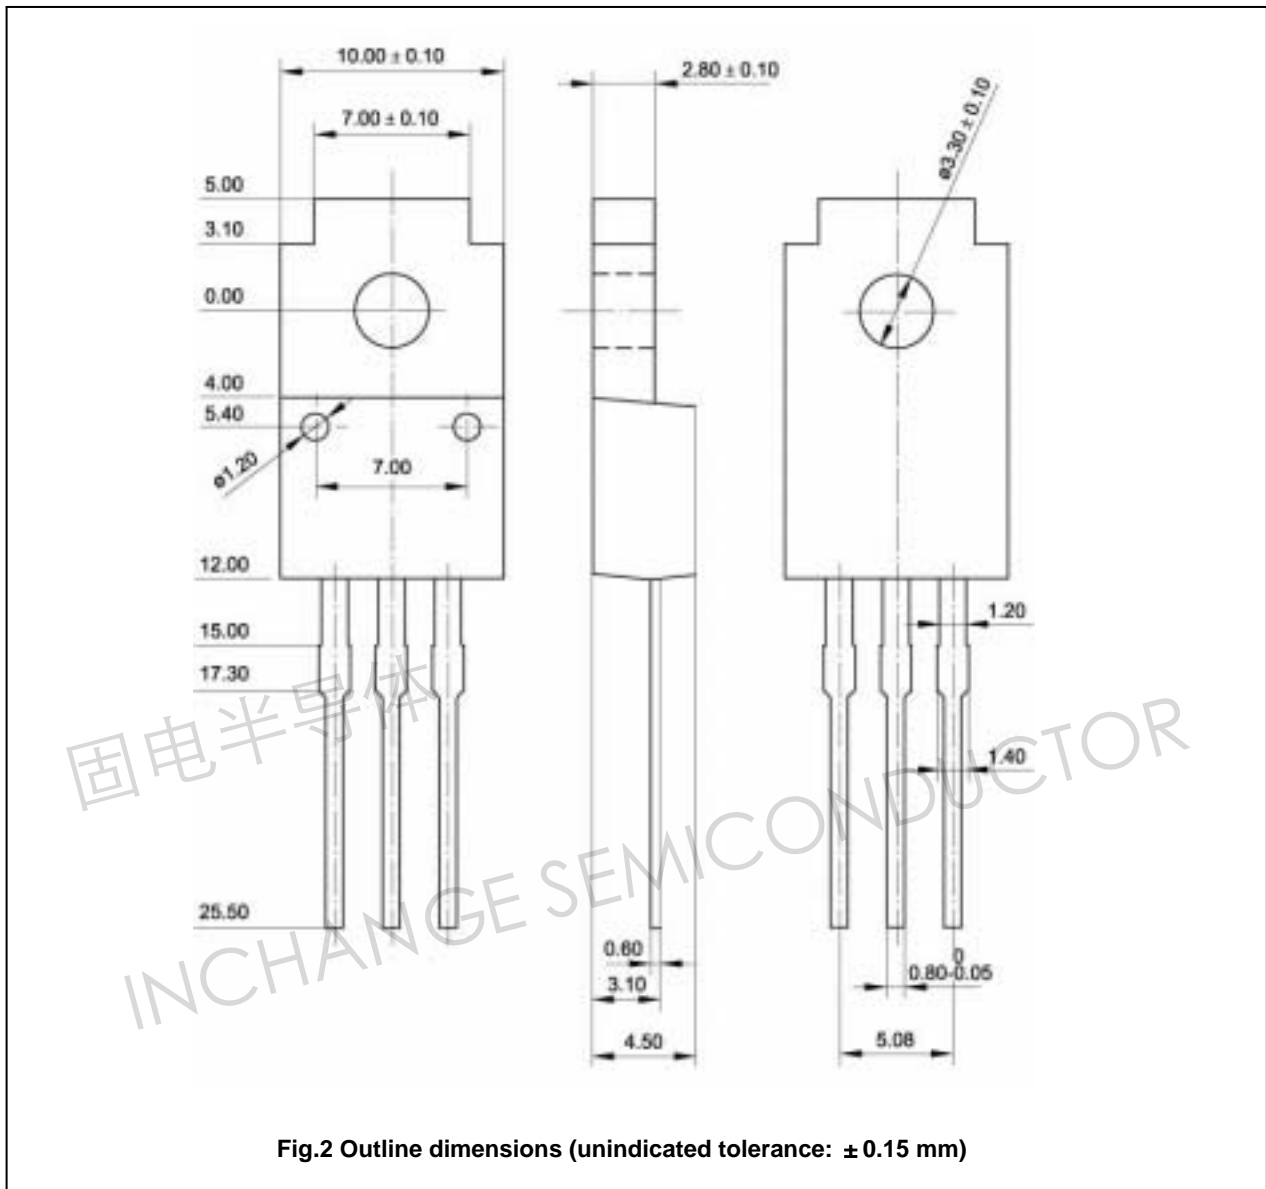 10.00 ± 0.10
2.80 ± 0.10
7.00 ± 0.10
ø3.30 ± 0.10
5.00
3.10
0.00
4.00
5.40
ø1.20
7.00
12.00
15.00
1.20
17.30
固电半导体
1.40
INCHANGE SEMICONDUCTOR
25.50
0.60
0
0.80-0.05
3.10
4.50
5.08
Fig.2 Outline dimensions (unindicated tolerance: ± 0.15 mm)